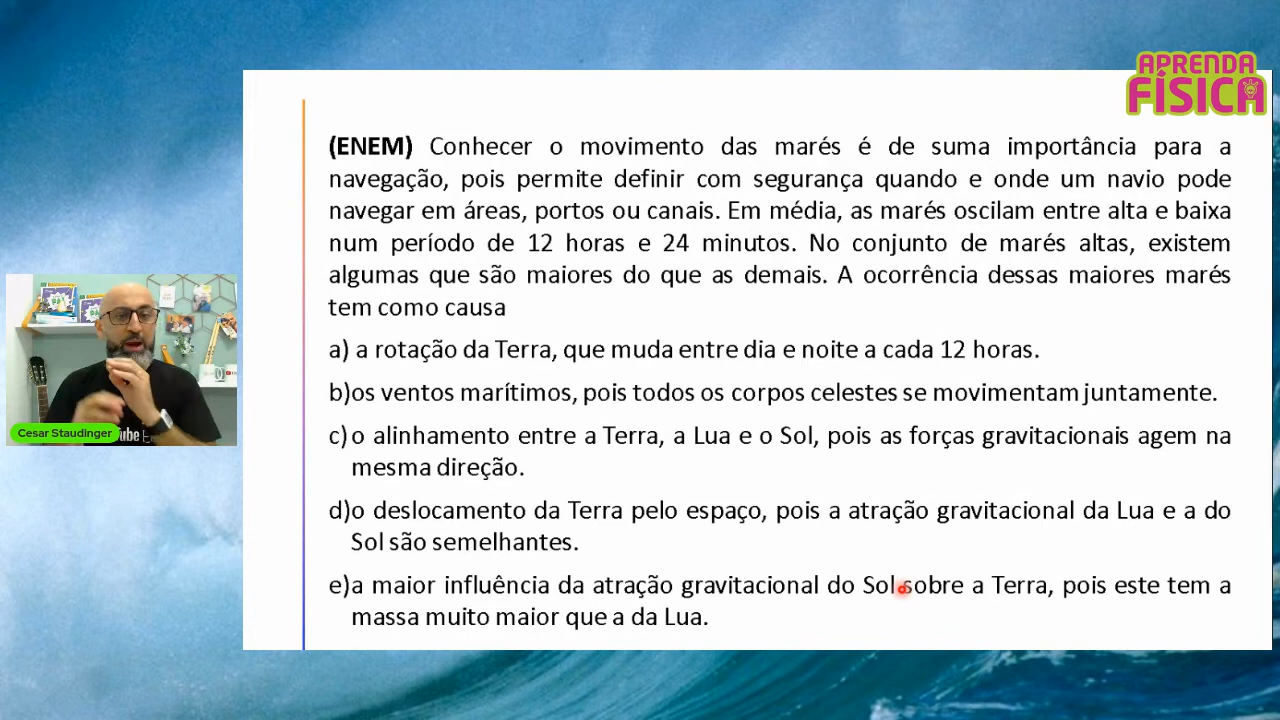 APRENDA
FÍSICA
(ENEM) Conhecer o movimento das marés é de suma importância para a
navegação, pois permite definir com segurança quando e onde um navio pode
navegar em áreas, portos ou canais. Em média, as marés oscilam entre alta e baixa
num período de 12 horas e 24 minutos. No conjunto de marés altas, existem
algumas que são maiores do que as demais. A ocorrência dessas maiores marés
tem como causa
a) a rotação da Terra, que muda entre dia e noite a cada 12 horas.
b)os ventos marítimos, pois todos os corpos celestes se movimentam juntamente.
c)o alinhamento entre a Terra, a Lua e o Sol, pois as forças gravitacionais agem na
mesma direção.
d)o deslocamento da Terra pelo espaço, pois a atração gravitacional da Lua e a do
Sol são semelhantes.
e)a maior influência da atração gravitacional do Sol sobre a Terra, pois este tem a
massa muito maior que a da Lua.
Cesar Staudinger